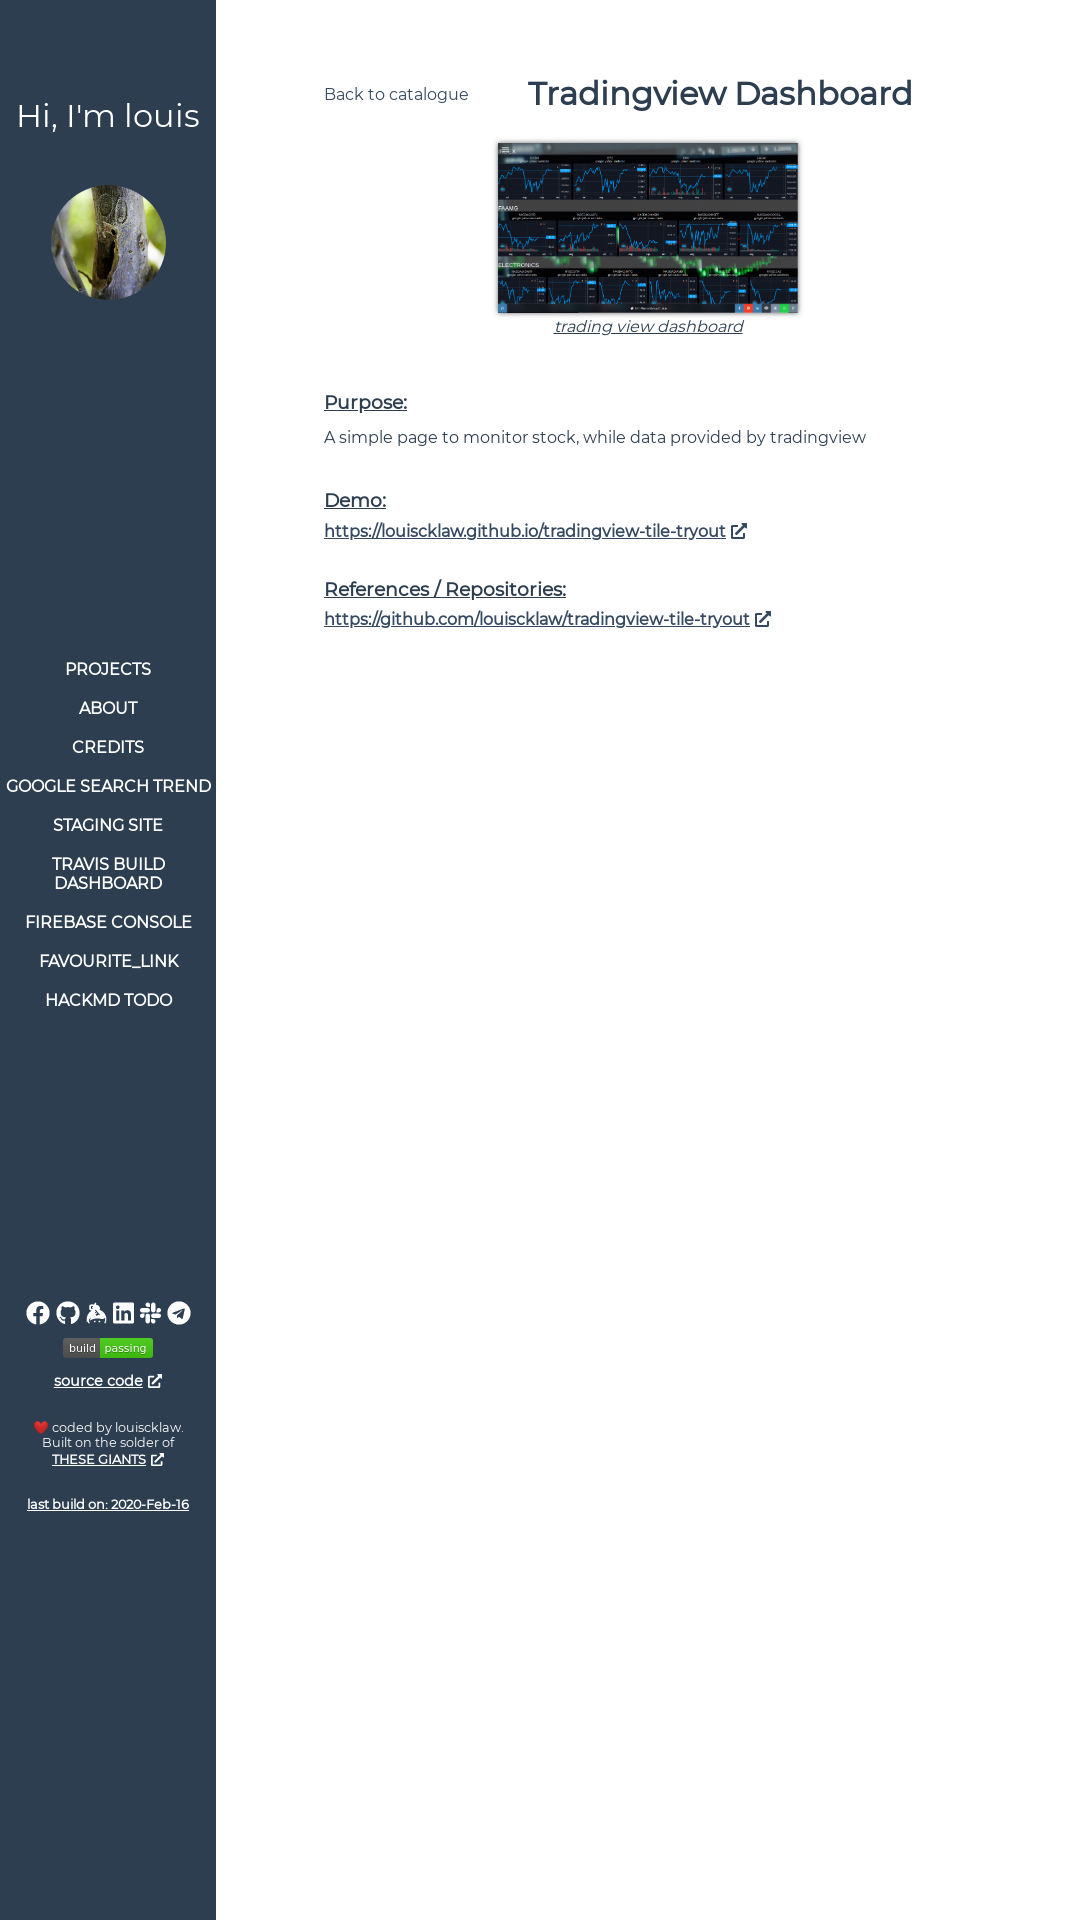 Hi, I'm louis
PROJECTS
ABOUT
CREDITS
GOOGLE SEARCH TREND
STAGING SITE
TRAVIS BUILD
DASHBOARD
FIREBASE CONSOLE
FAVOURITE_LINK
HACKMD TODO
build passing
source code
❤️ coded by louiscklaw.
Built on the solder of
THESE GIANTS
last build on: 2020-Feb-16
Back to catalogue
Tradingview Dashboard
FAAMG
ELECTRONICS
trading view dashboard
Purpose:
A simple page to monitor stock, while data provided by tradingview
Demo:
https://louiscklaw.github.io/tradingview-tile-tryout
References / Repositories:
https://github.com/louiscklaw/tradingview-tile-tryout